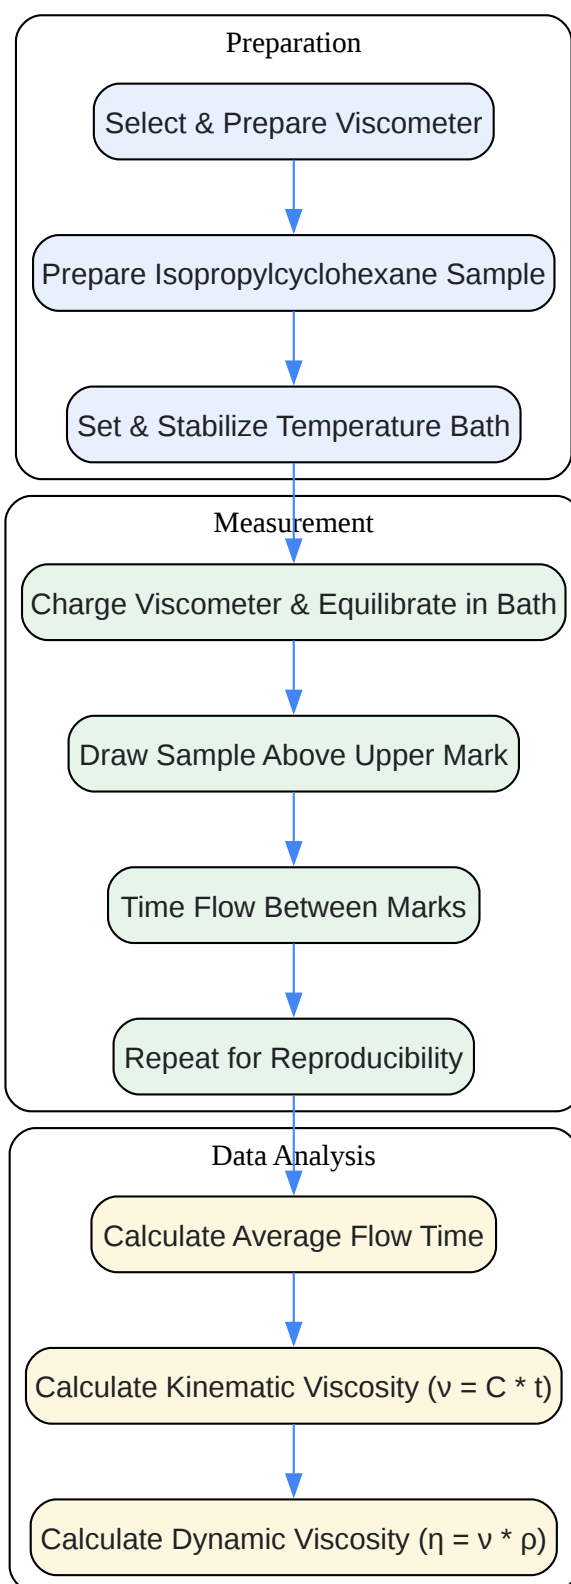 Preparation
Select & Prepare Viscometer
Prepare Isopropylcyclohexane Sample
Set & Stabilize Temperature Bath
Measurement
Charge Viscometer & Equilibrate in Bath
Draw Sample Above Upper Mark
Time Flow Between Marks
Repeat for Reproducibility
Data Analysis
Calculate Average Flow Time
Calculate Kinematic Viscosity (ν = C * t)
Calculate Dynamic Viscosity (η = ν * ρ)